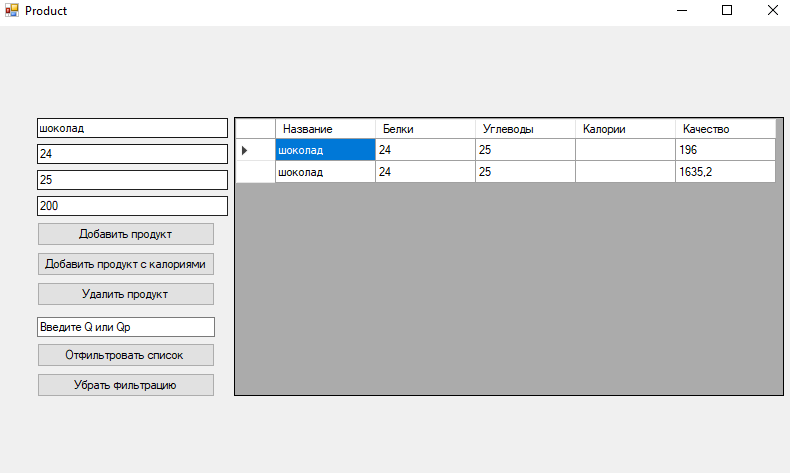 Product
шоколад
24
25
200
Добавить продукт
Добавить продукт с калориями
Удалить продукт
Введите Q или Qp
Отфильтровать список
Убрать фильтрацию
Название Белки Углеводы Калории Качество
шоколад 24 25 196
шоколад 24 25 1635,2